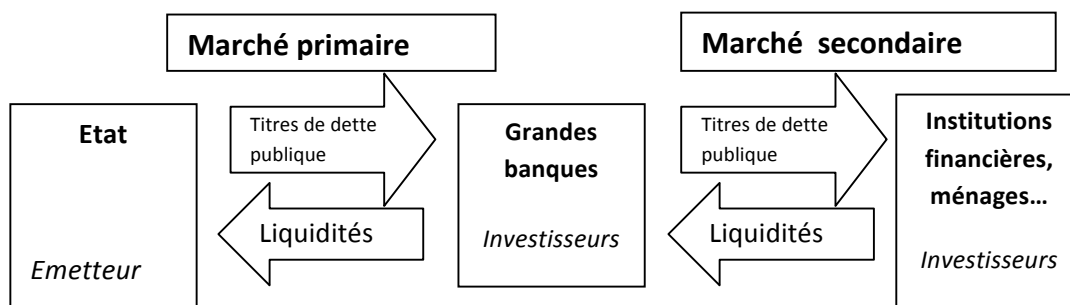 Marché primaire
Marché secondaire
Etat
Emetteur
Titres de dette
publique
Liquidités
Grandes
banques
Investisseurs
Titres de dette
publique
Liquidités
Institutions
financières,
ménages…
Investisseurs